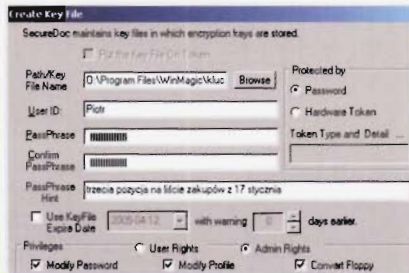 Create Key File
SecureDoc maintains key files in which encryption keys are stored.
Put the Key File On Token
Path/Key File Name
D:\Program Files\WinMagic\kluc
Browse
Protected by
Password
Hardware Token
Token Type and Detail ...
User ID:
Piotr
PassPhrase
Confirm PassPhrase
PassPhrase Hint
trzecia pozycja na liście zakupów z 17 stycznia
Use KeyFile Expire Date
2005-04-12
with warning
0
days earlier.
Privileges
User Rights
Admin Rights
Modify Password
Modify Profile
Convert Floppy